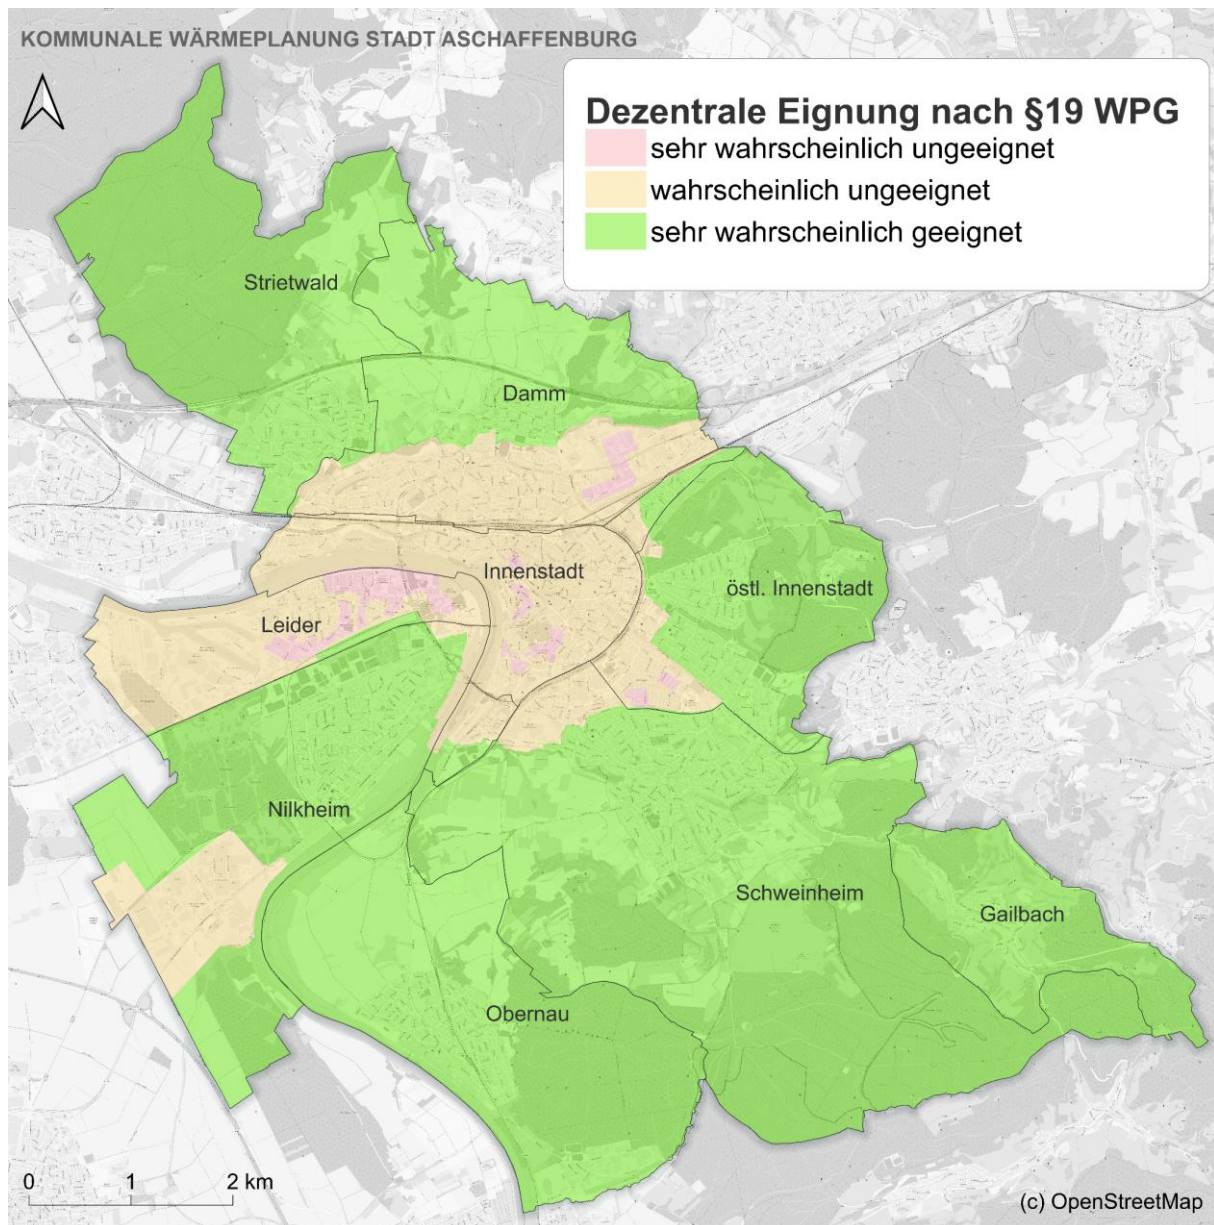 KOMMUNALE WÄRMEPLANUNG STADT ASCHAFFENBURG
Dezentrale Eignung nach §19 WPG
sehr wahrscheinlich ungeeignet
wahrscheinlich ungeeignet
sehr wahrscheinlich geeignet
Strietwald
Damm
Innenstadt
östl. Innenstadt
Leider
Nilkheim
Schweinheim
Gailbach
Obernau
0 1 2 km
(c) OpenStreetMap